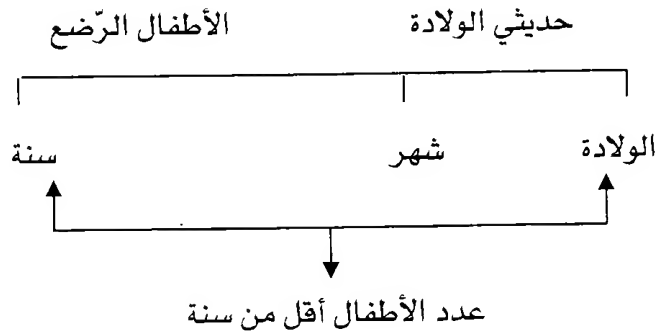 حديثي الولادة الأطفال الرّضع
الولادة شهر سنة
عدد الأطفال أقل من سنة